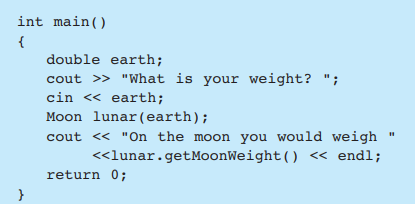 int main()
{
double earth;
cout >> "What is your weight? ";
cin << earth;
Moon lunar(earth);
cout << "On the moon you would weigh "
<<lunar.getMoonWeight() << endl;
return 0;
}